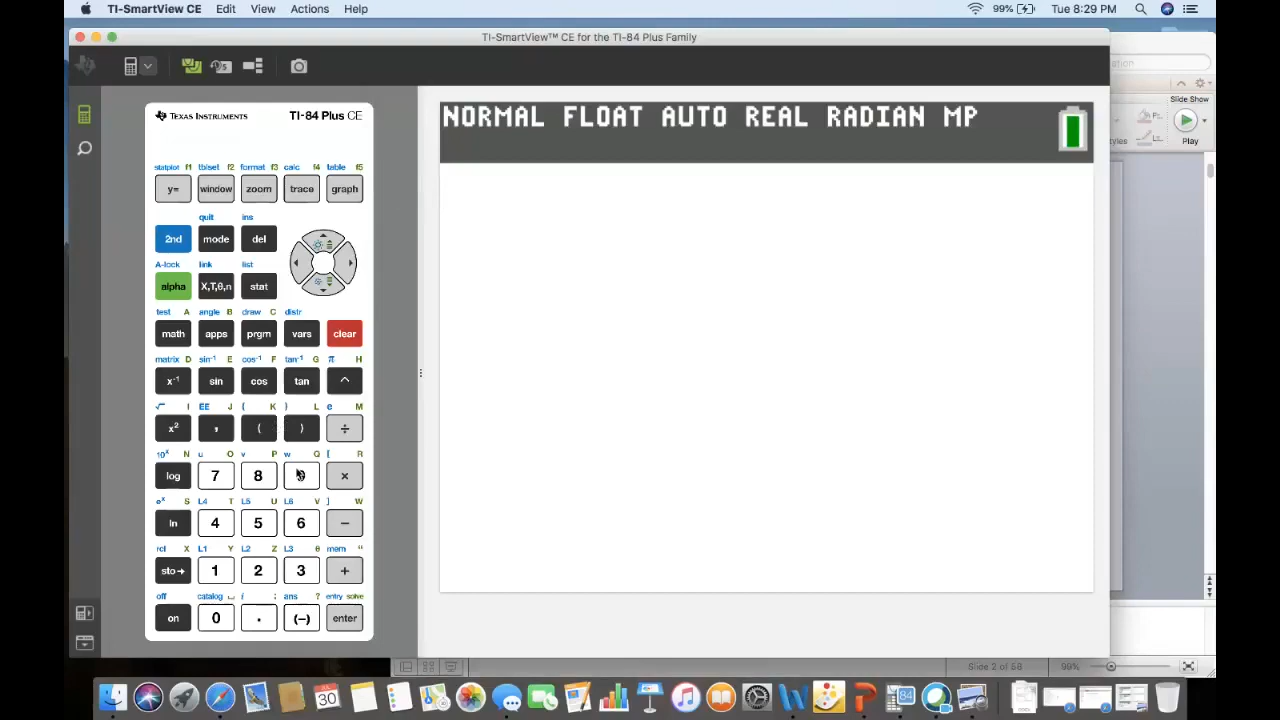 TI-SmartView CE Edit View Actions Help 99% Tue 8:29 PM
TI-SmartView™ CE for the TI-84 Plus Family
NORMAL FLOAT AUTO REAL RADIAN MP
TEXAS INSTRUMENTS TI-84 Plus CE
statplot f1 tblset f2 format f3 calc f4 table f5
y= window zoom trace graph
quit ins
2nd mode del
A-lock link list
alpha X,T,θ,n stat
test A angle B draw C distr
math apps prgm vars clear
matrix D sin⁻¹ E cos⁻¹ F tan⁻¹ G π H
x⁻¹ sin cos tan ^
√ I EE J { K } L e M
x² , ( ) ÷
10ˣ N u O v P w Q [ R
log 7 8 9 ×
eˣ S L4 T L5 U L6 V ] W
ln 4 5 6 −
rcl X L1 Y L2 Z L3 θ mem "
sto→ 1 2 3 +
off catalog ␣ i : ans ? entry solve
on 0 . (−) enter
Slide Show
Play
Slide 2 of 58 98%
30
84